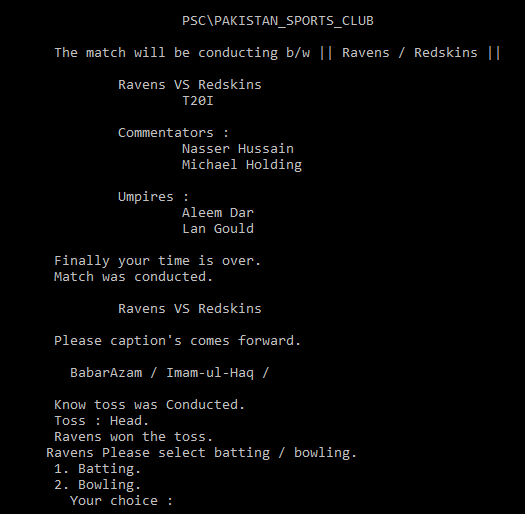 PSC\PAKISTAN_SPORTS_CLUB
The match will be conducting b/w || Ravens / Redskins ||
Ravens VS Redskins
T20I
Commentators :
Nasser Hussain
Michael Holding
Umpires :
Aleem Dar
Lan Gould
Finally your time is over.
Match was conducted.
Ravens VS Redskins
Please caption's comes forward.
BabarAzam / Imam-ul-Haq /
Know toss was Conducted.
Toss : Head.
Ravens won the toss.
Ravens Please select batting / bowling.
1. Batting.
2. Bowling.
Your choice :